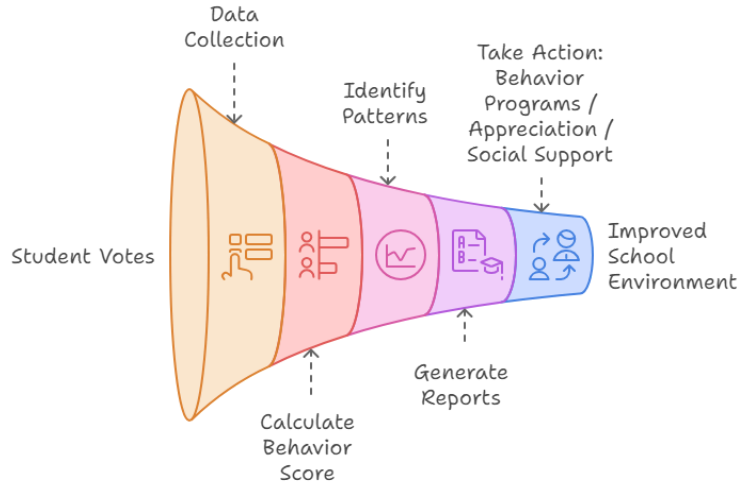 Data
Collection
Take Action:
Behavior
Programs /
Appreciation /
Social Support
Identify
Patterns
Student Votes
A
B
Improved
School
Environment
Generate
Reports
Calculate
Behavior
Score